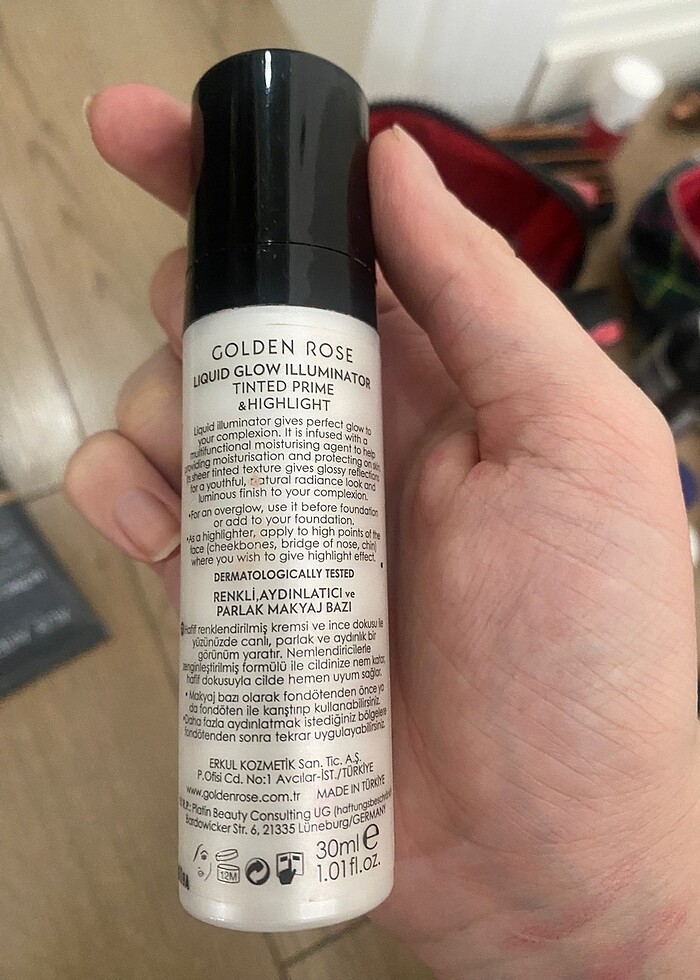 GOLDEN ROSE
LIQUID GLOW ILLUMINATOR
TINTED PRIME
&HIGHLIGHT
Liquid illuminator gives perfect glow to
your complexion. It is infused with a
multifunctional moisturising agent to help
providing moisturisation and protecting on skin.
Its sheer tinted texture gives glossy reflections
for a youthful, natural radiance look and
luminous finish to your complexion.
•For an overglow, use it before foundation
or add to your foundation.
•As a highlighter, apply to high points of the
face (cheekbones, bridge of nose, chin)
where you wish to give highlight effect.
DERMATOLOGICALLY TESTED
RENKLİ,AYDINLATICI ve
PARLAK MAKYAJ BAZI
Hafif renklendirilmiş kremsi ve ince dokusu ile
yüzünüzde canlı, parlak ve aydınlık bir
görünüm yaratır. Nemlendiricilerle
zenginleştirilmiş formülü ile cildinize nem katar,
hafif dokusuyla cilde hemen uyum sağlar.
•Makyaj bazı olarak fondötenden önce ya
da fondöten ile karıştırıp kullanabilirsiniz.
•Daha fazla aydınlatmak istediğiniz bölgelere
fondötenden sonra tekrar uygulayabilirsiniz.
ERKUL KOZMETİK San. Tic. A.Ş.
P.Ofisi Cd. No:1 Avcılar-İST./TÜRKİYE
www.goldenrose.com.tr MADE IN TÜRKİYE
R.P.: Platin Beauty Consulting UG (haftungsbeschränkt)
Bardowicker Str. 6, 21335 Lüneburg/GERMANY
12M
30ml e
1.01fl.oz.